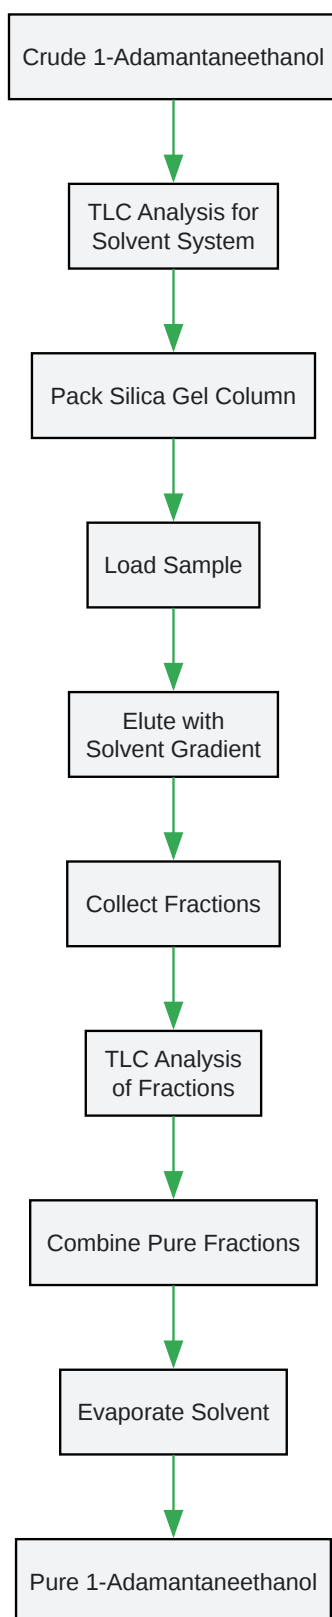 Crude 1-Adamantaneethanol
TLC Analysis for
Solvent System
Pack Silica Gel Column
Load Sample
Elute with
Solvent Gradient
Collect Fractions
TLC Analysis
of Fractions
Combine Pure Fractions
Evaporate Solvent
Pure 1-Adamantaneethanol